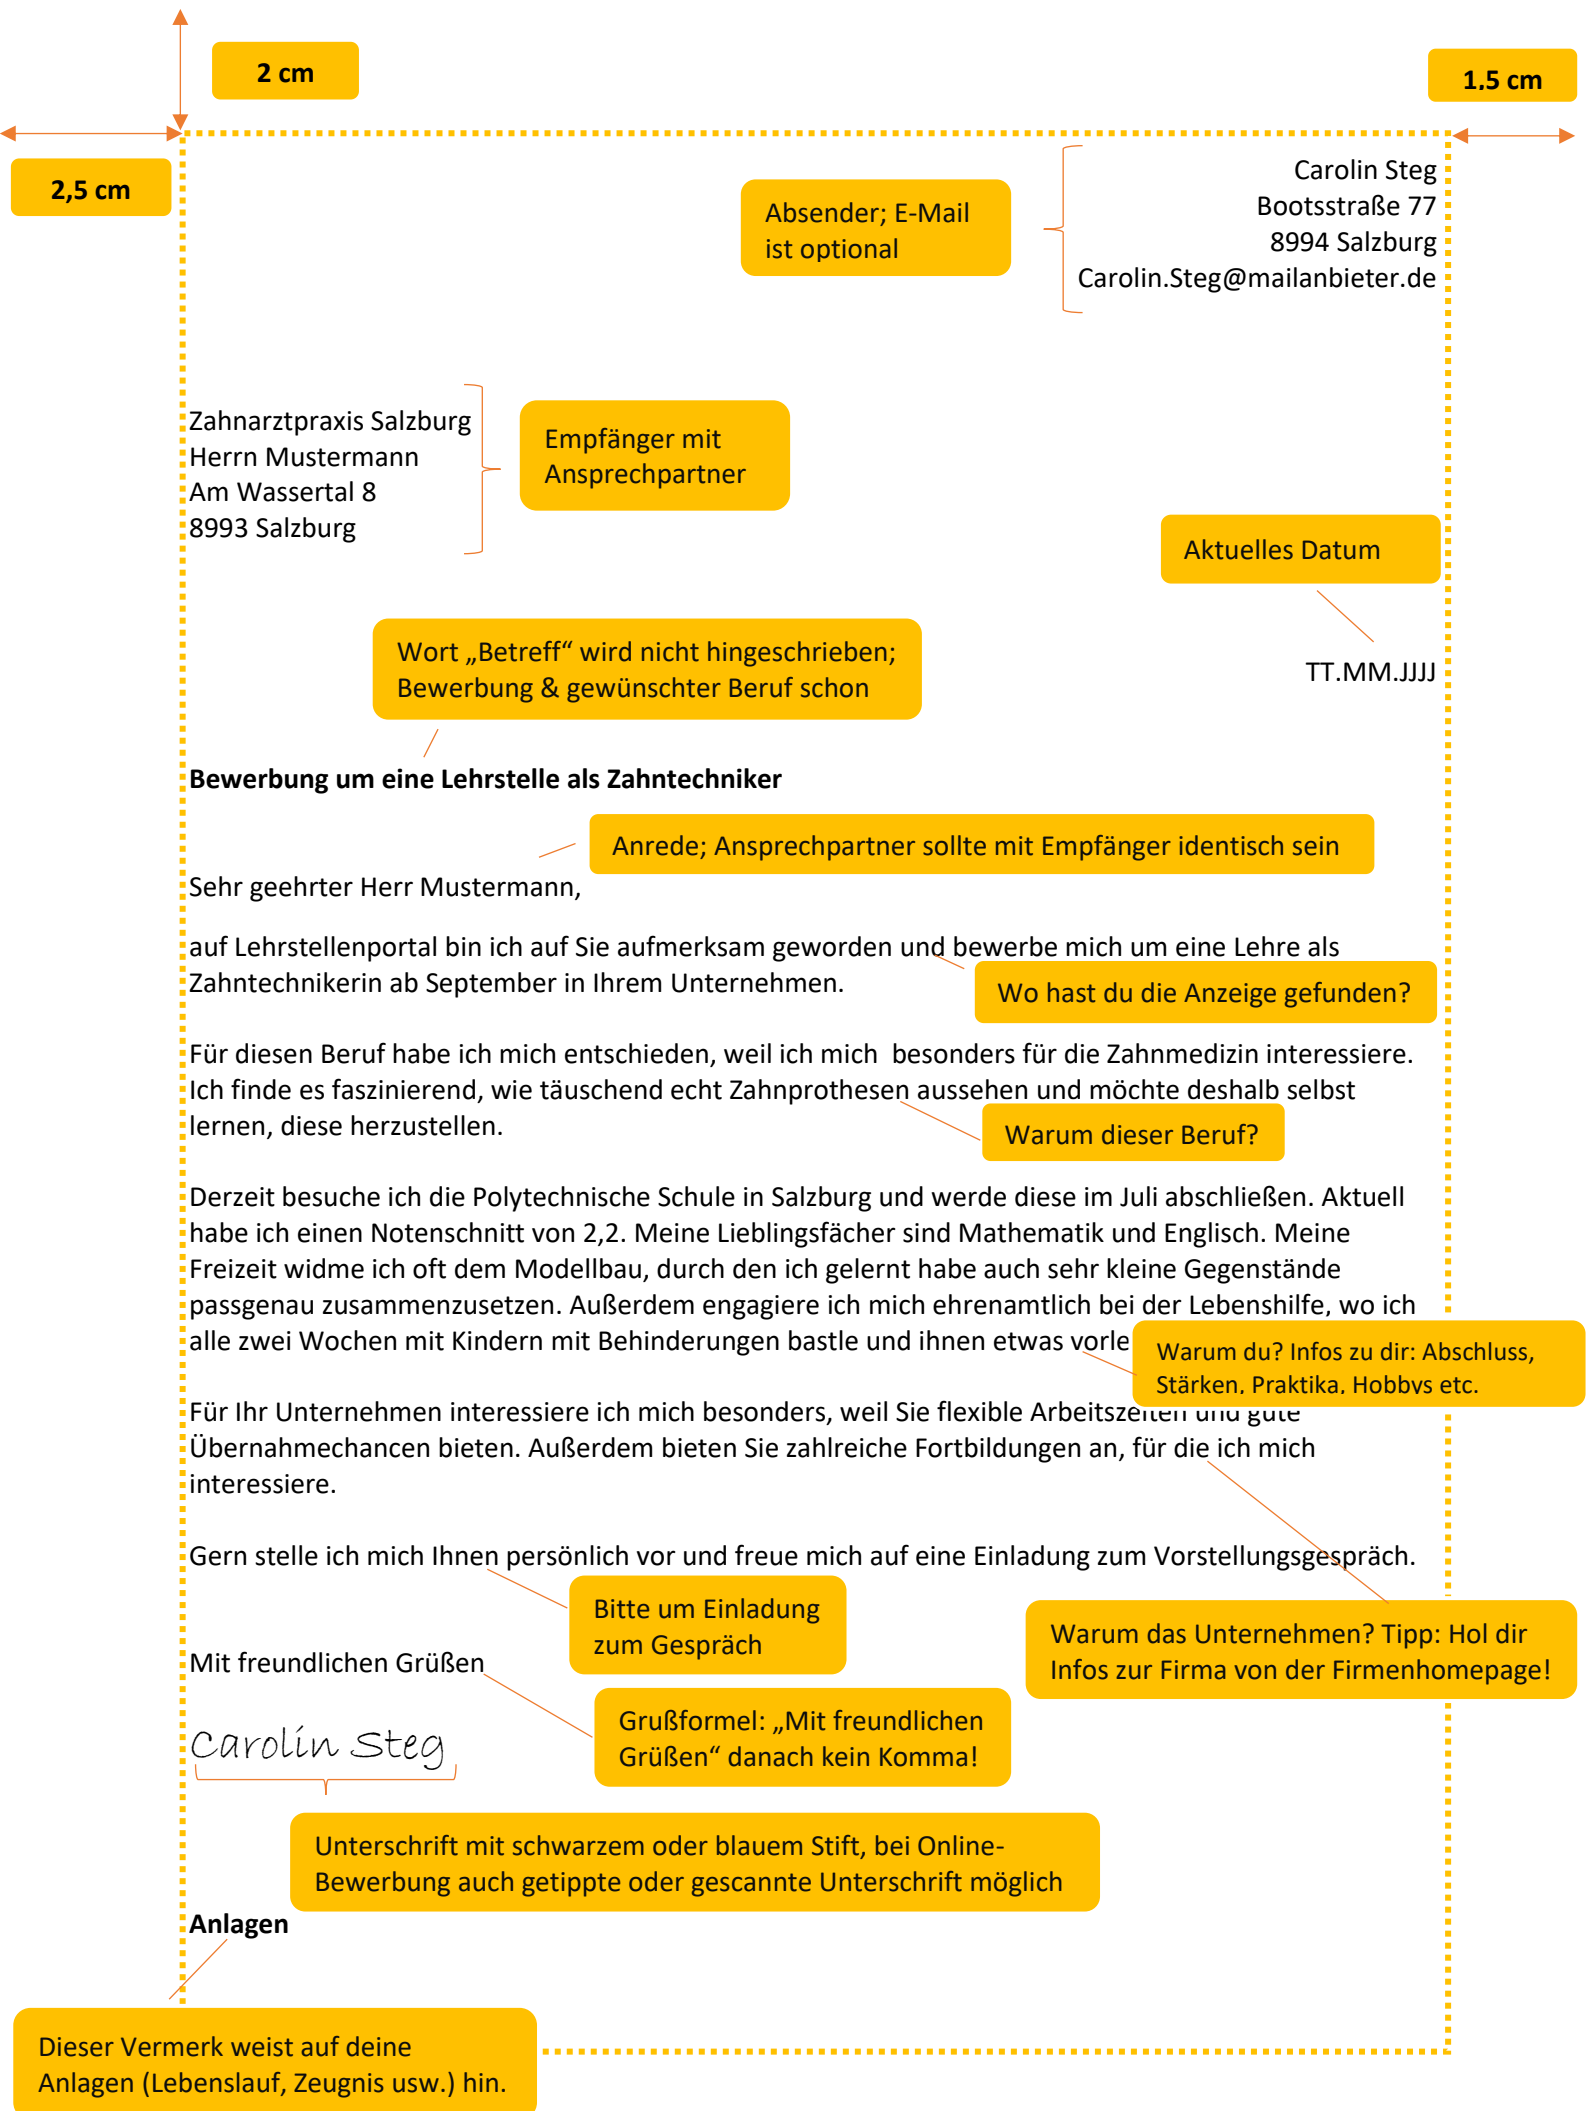 2 cm
1,5 cm
2,5 cm
Absender; E-Mail
ist optional
Carolin Steg
Bootsstraße 77
8994 Salzburg
Carolin.Steg@mailanbieter.de
Zahnarztpraxis Salzburg
Herrn Mustermann
Am Wassertal 8
8993 Salzburg
Empfänger mit
Ansprechpartner
Aktuelles Datum
TT.MM.JJJJ
Wort „Betreff“ wird nicht hingeschrieben;
Bewerbung & gewünschter Beruf schon
Bewerbung um eine Lehrstelle als Zahntechniker
Anrede; Ansprechpartner sollte mit Empfänger identisch sein
Sehr geehrter Herr Mustermann,
auf Lehrstellenportal bin ich auf Sie aufmerksam geworden und bewerbe mich um eine Lehre als
Zahntechnikerin ab September in Ihrem Unternehmen.
Wo hast du die Anzeige gefunden?
Für diesen Beruf habe ich mich entschieden, weil ich mich  besonders für die Zahnmedizin interessiere.
Ich finde es faszinierend, wie täuschend echt Zahnprothesen aussehen und möchte deshalb selbst
lernen, diese herzustellen.
Warum dieser Beruf?
Derzeit besuche ich die Polytechnische Schule in Salzburg und werde diese im Juli abschließen. Aktuell
habe ich einen Notenschnitt von 2,2. Meine Lieblingsfächer sind Mathematik und Englisch. Meine
Freizeit widme ich oft dem Modellbau, durch den ich gelernt habe auch sehr kleine Gegenstände
passgenau zusammenzusetzen. Außerdem engagiere ich mich ehrenamtlich bei der Lebenshilfe, wo ich
alle zwei Wochen mit Kindern mit Behinderungen bastle und ihnen etwas vorle
Warum du? Infos zu dir: Abschluss,
Stärken, Praktika, Hobbys etc.
Für Ihr Unternehmen interessiere ich mich besonders, weil Sie flexible Arbeitszeiten und gute
Übernahmechancen bieten. Außerdem bieten Sie zahlreiche Fortbildungen an, für die ich mich
interessiere.
Gern stelle ich mich Ihnen persönlich vor und freue mich auf eine Einladung zum Vorstellungsgespräch.
Bitte um Einladung
zum Gespräch
Warum das Unternehmen? Tipp: Hol dir
Infos zur Firma von der Firmenhomepage!
Mit freundlichen Grüßen
Grußformel: „Mit freundlichen
Grüßen“ danach kein Komma!
Carolin Steg
Unterschrift mit schwarzem oder blauem Stift, bei Online-
Bewerbung auch getippte oder gescannte Unterschrift möglich
Anlagen
Dieser Vermerk weist auf deine
Anlagen (Lebenslauf, Zeugnis usw.) hin.